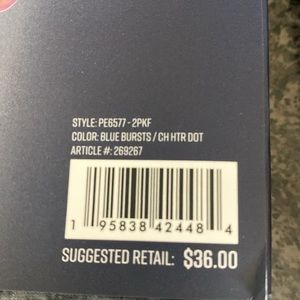 STYLE: PE6577 - 2PKF
COLOR: BLUE BURSTS / CH HTR DOT
ARTICLE #: 269267
1 95838 42448 4
SUGGESTED RETAIL: $36.00